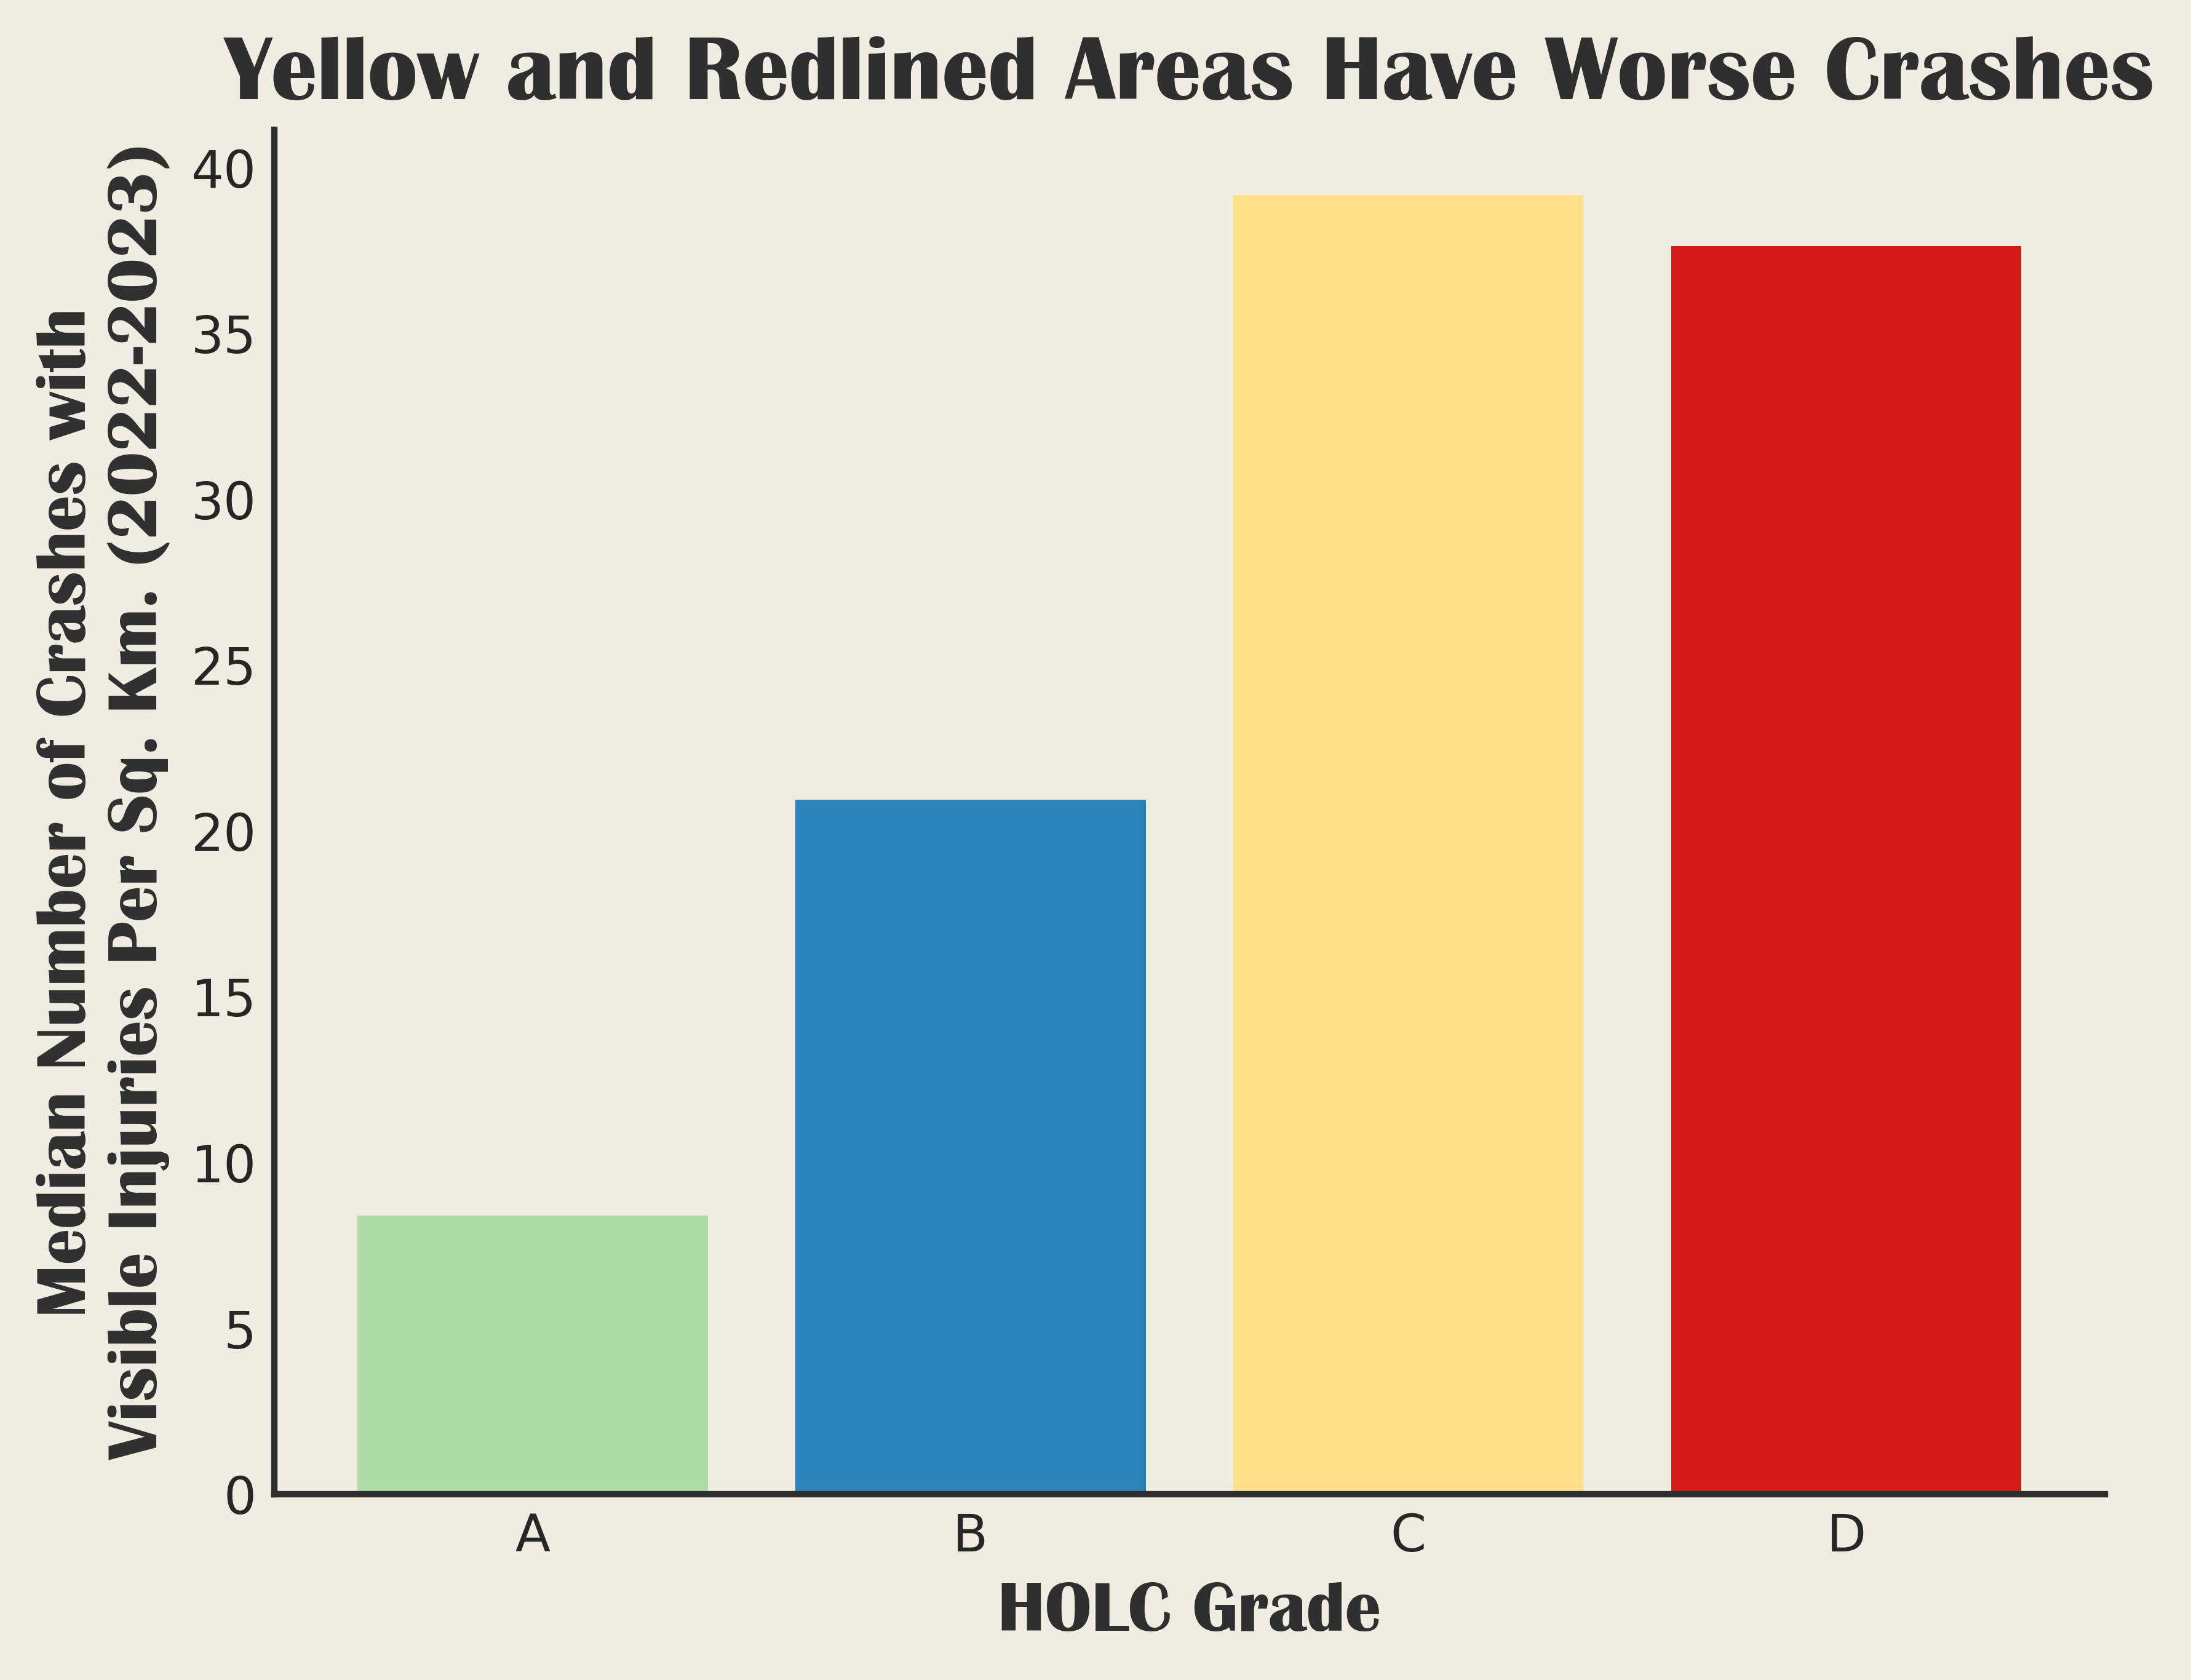 Yellow and Redlined Areas Have Worse Crashes
Median Number of Crashes with
Visible Injuries Per Sq. Km. (2022-2023)
40
35
30
25
20
15
10
5
0
A
B
C
D
HOLC Grade